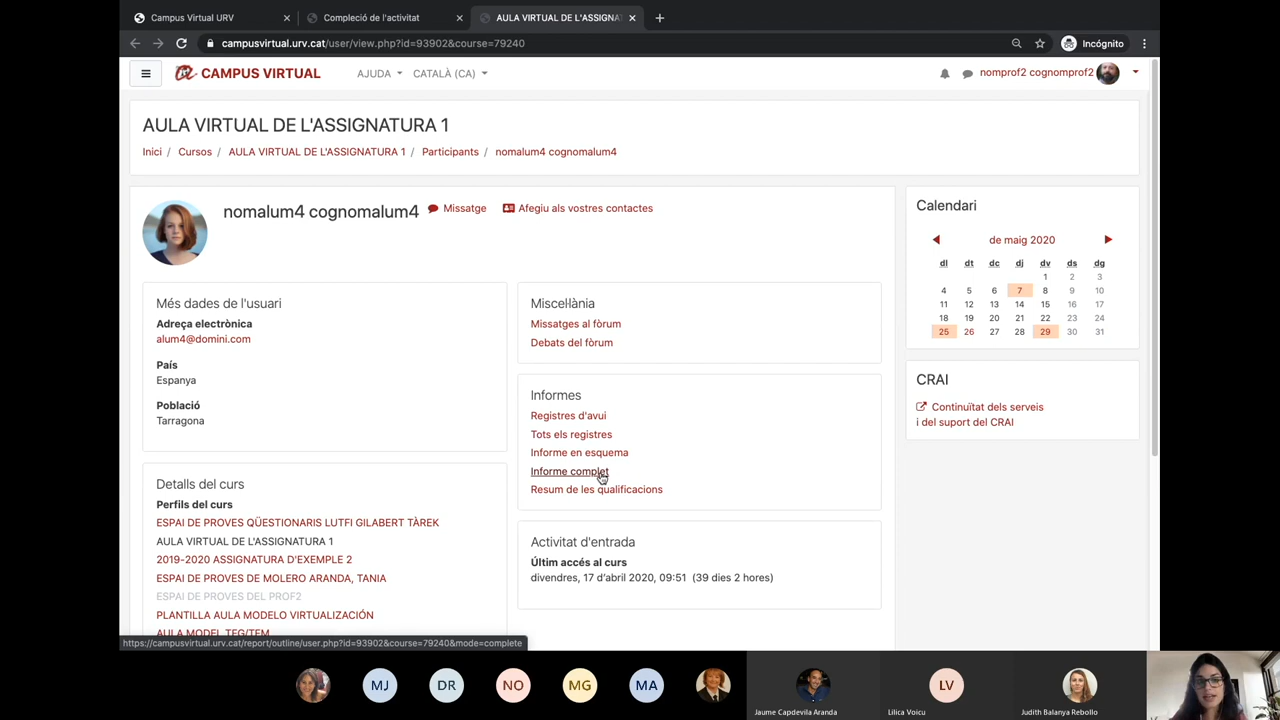 Campus Virtual URV
Compleció de l'activitat
AULA VIRTUAL DE L'ASSIGNAT
campusvirtual.urv.cat/user/view.php?id=93902&course=79240
Incógnito
CAMPUS VIRTUAL
AJUDA
CATALÀ (CA)
nomprof2 cognomprof2
AULA VIRTUAL DE L'ASSIGNATURA 1
Inici / Cursos / AULA VIRTUAL DE L'ASSIGNATURA 1 / Participants / nomalum4 cognomalum4
nomalum4 cognomalum4
Missatge
Afegiu als vostres contactes
Més dades de l'usuari
Adreça electrònica
alum4@domini.com
País
Espanya
Població
Tarragona
Detalls del curs
Perfils del curs
ESPAI DE PROVES QÜESTIONARIS LUTFI GILABERT TÀREK
AULA VIRTUAL DE L'ASSIGNATURA 1
2019-2020 ASSIGNATURA D'EXEMPLE 2
ESPAI DE PROVES DE MOLERO ARANDA, TANIA
ESPAI DE PROVES DEL PROF2
PLANTILLA AULA MODELO VIRTUALIZACIÓN
AULA MODEL TFG/TFM
Miscel·lània
Missatges al fòrum
Debats del fòrum
Informes
Registres d'avui
Tots els registres
Informe en esquema
Informe complet
Resum de les qualificacions
Activitat d'entrada
Últim accés al curs
divendres, 17 d'abril 2020, 09:51 (39 dies 2 hores)
Calendari
de maig 2020
dl dt dc dj dv ds dg
1 2 3
4 5 6 7 8 9 10
11 12 13 14 15 16 17
18 19 20 21 22 23 24
25 26 27 28 29 30 31
CRAI
Continuïtat dels serveis
i del suport del CRAI
https://campusvirtual.urv.cat/report/outline/user.php?id=93902&course=79240&mode=complete
MJ
DR
NO
MG
MA
LV
Jaume Capdevila Aranda
Lilica Voicu
Judith Balanya Rebollo